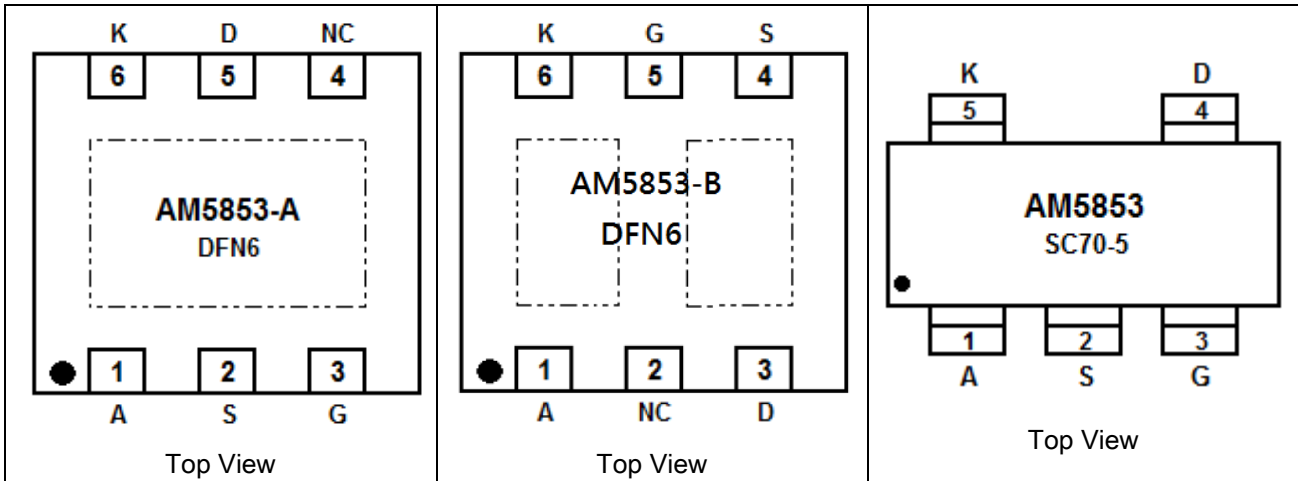 K D NC
6 5 4
AM5853-A
DFN6
1 2 3
A S G
Top View
K G S
6 5 4
AM5853-B
DFN6
1 2 3
A NC D
Top View
K D
5 4
AM5853
SC70-5
1 2 3
A S G
Top View